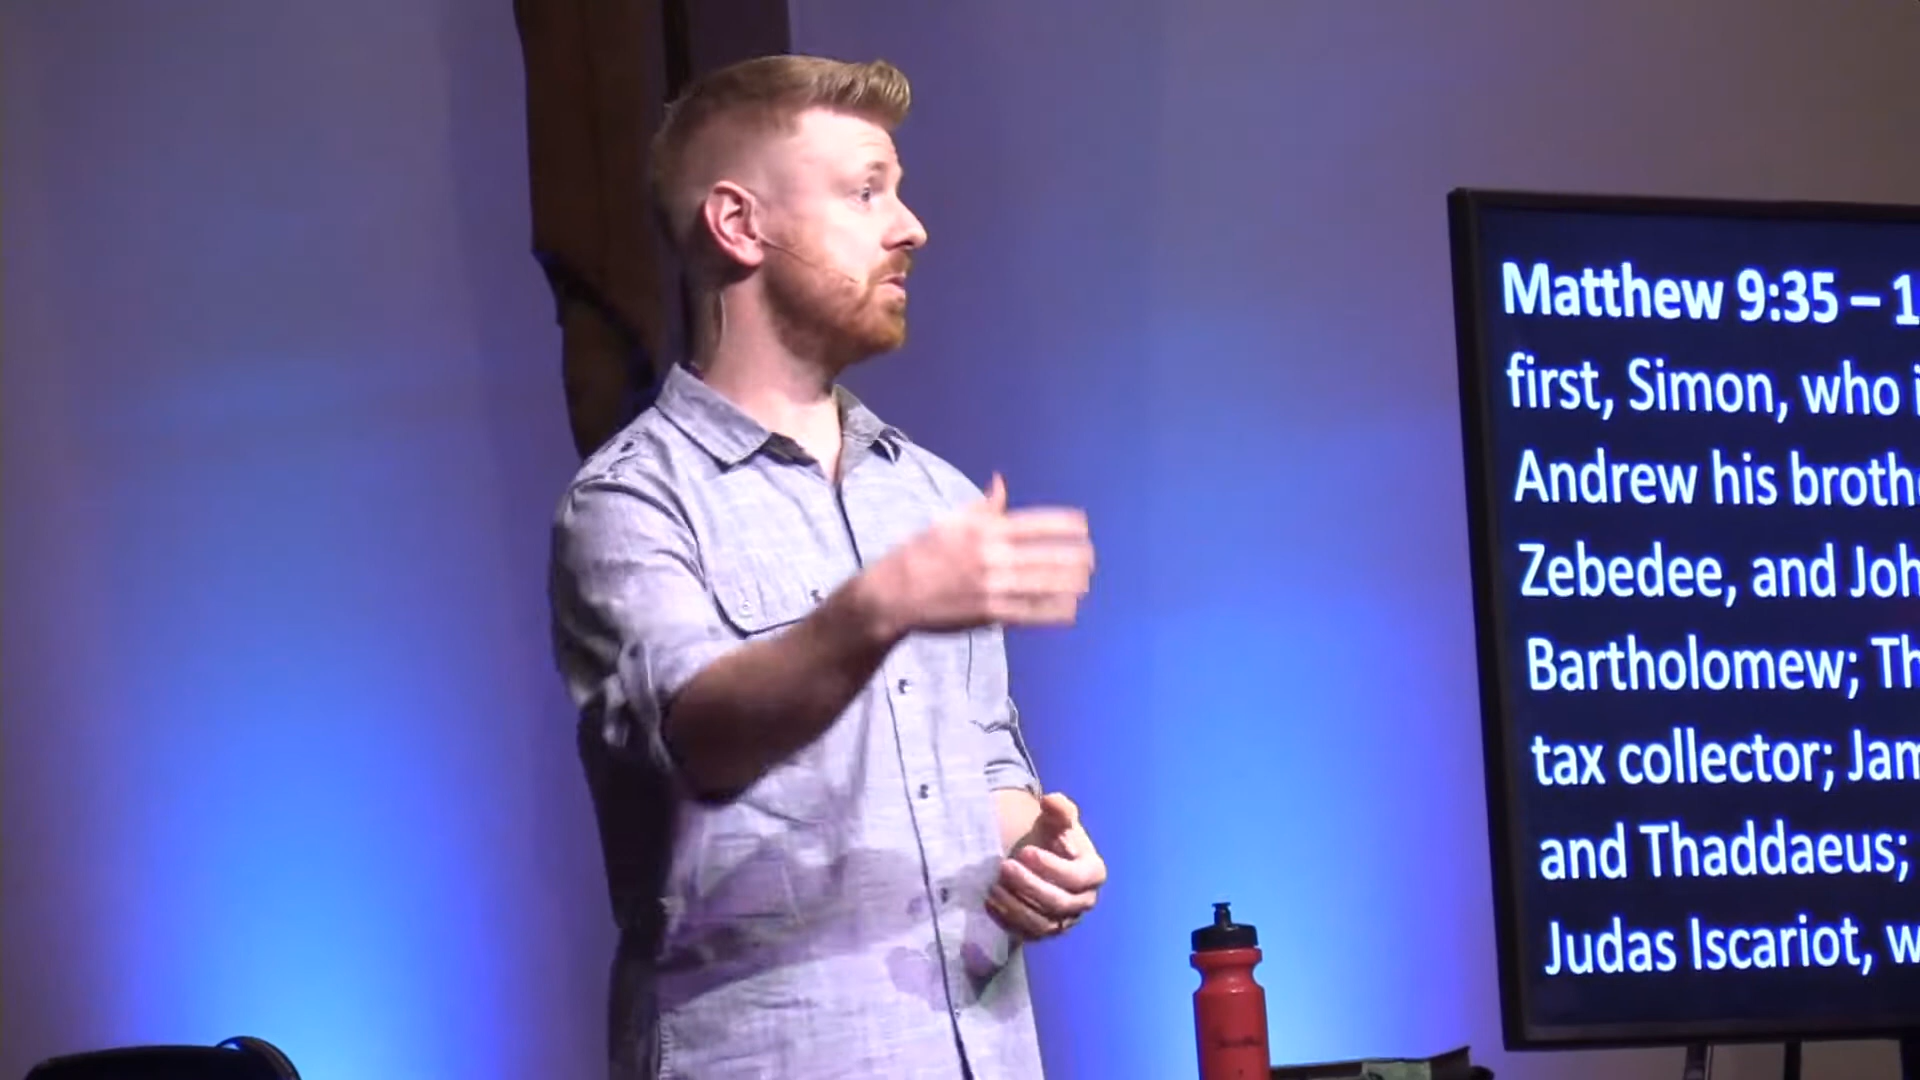 Matthew 9:35 – 1
first, Simon, who i
Andrew his broth
Zebedee, and Joh
Bartholomew; Th
tax collector; Jam
and Thaddaeus;
Judas Iscariot, w